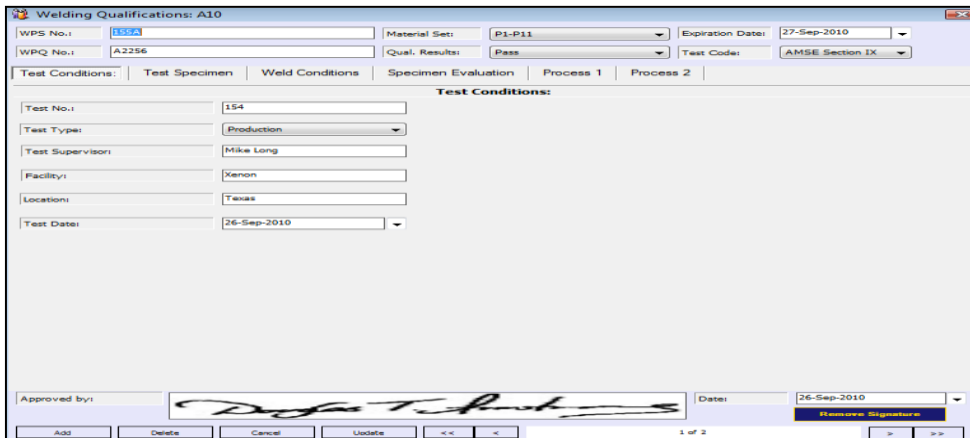 Welding Qualifications: A10
WPS No.: 155A Material Set: P1-P11 Expiration Date: 27-Sep-2010
WPQ No.: A2256 Qual. Results: Pass Test Code: AMSE Section IX
Test Conditions: Test Specimen Weld Conditions Specimen Evaluation Process 1 Process 2
Test Conditions:
Test No.: 154
Test Type: Production
Test Supervisor: Mike Long
Facility: Xenon
Location: Texas
Test Date: 26-Sep-2010
Approved by: Douglas T. Date: 26-Sep-2010
Remove Signature
Add Delete Cancel Update << < 1 of 2 > >>